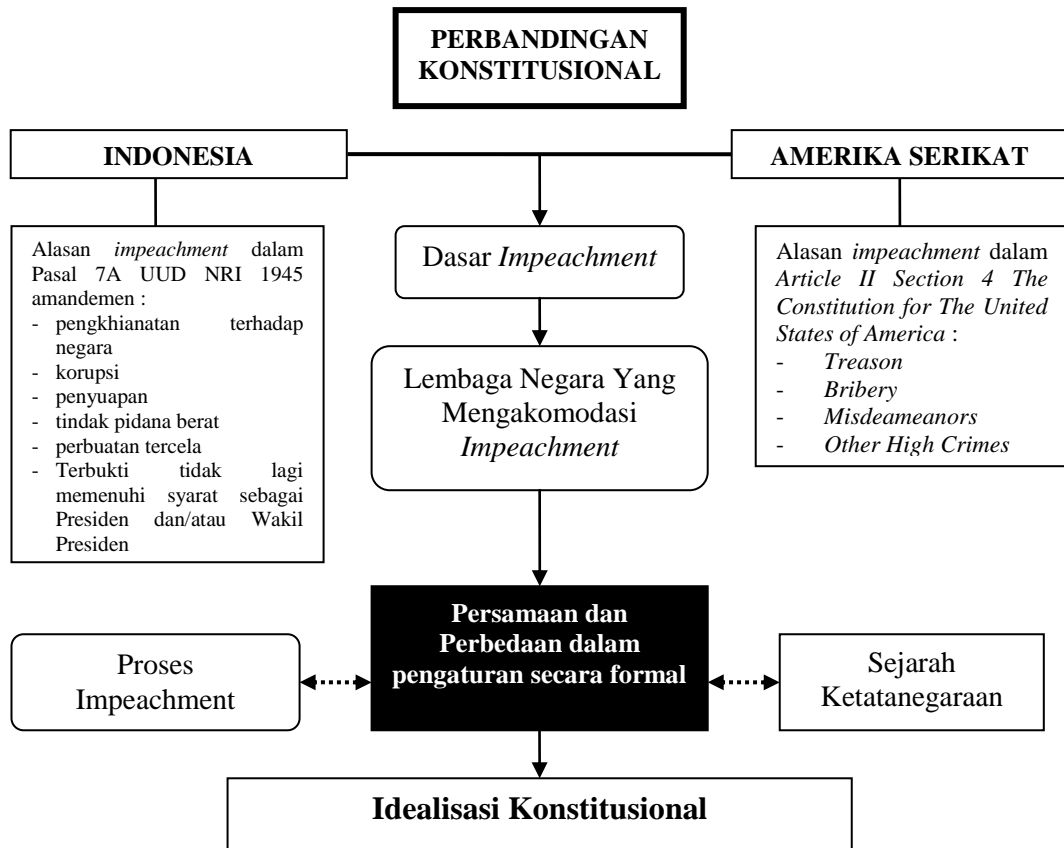 PERBANDINGAN
KONSTITUSIONAL
INDONESIA
AMERIKA SERIKAT
Alasan impeachment dalam
Pasal 7A UUD NRI 1945
amandemen :
- pengkhianatan terhadap
negara
- korupsi
- penyuapan
- tindak pidana berat
- perbuatan tercela
- Terbukti tidak lagi
memenuhi syarat sebagai
Presiden dan/atau Wakil
Presiden
Dasar Impeachment
Lembaga Negara Yang
Mengakomodasi
Impeachment
Alasan impeachment dalam
Article II Section 4 The
Constitution for The United
States of America :
- Treason
- Bribery
- Misdeameanors
- Other High Crimes
Proses
Impeachment
Persamaan dan
Perbedaan dalam
pengaturan secara formal
Sejarah
Ketatanegaraan
Idealisasi Konstitusional